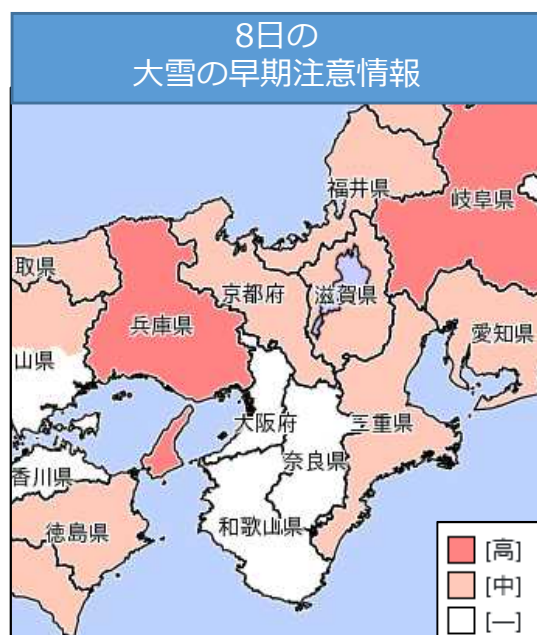 8日の
大雪の早期注意情報
福井県
岐阜県
取県
京都府
滋賀県
兵庫県
愛知県
山県
大阪府
三重県
奈良県
香川県
徳島県
和歌山県
[高]
[中]
[―]